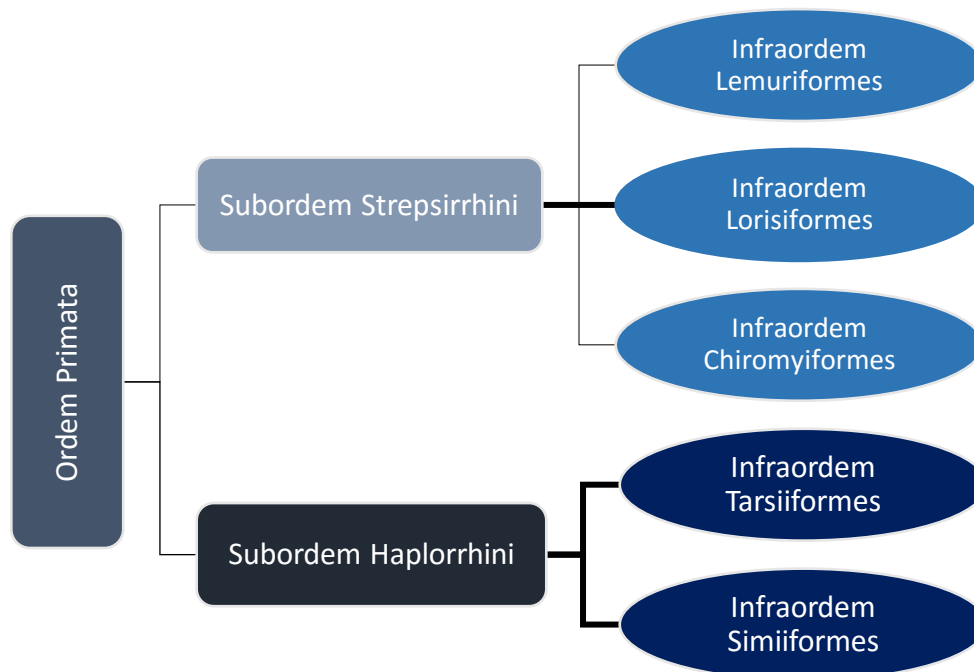 Ordem Primata
Subordem Strepsirrhini
Infraordem
Lemuriformes
Infraordem
Lorisiformes
Infraordem
Chiromyiformes
Subordem Haplorrhini
Infraordem
Tarsiiformes
Infraordem
Simiiformes